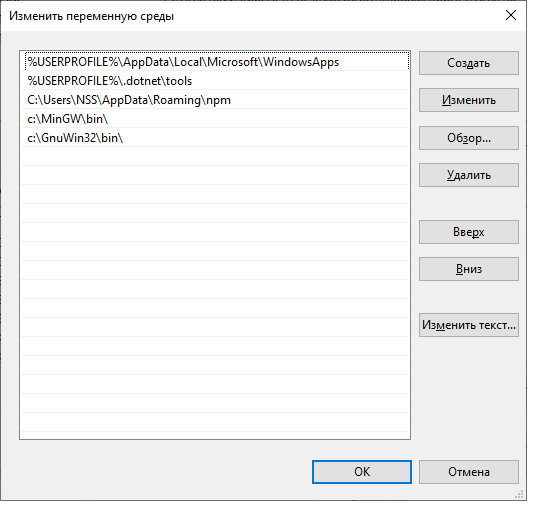 Изменить переменную среды
%USERPROFILE%\AppData\Local\Microsoft\WindowsApps
%USERPROFILE%\.dotnet\tools
C:\Users\NSS\AppData\Roaming\npm
c:\MinGW\bin\
c:\GnuWin32\bin\
Создать
Изменить
Обзор...
Удалить
Вверх
Вниз
Изменить текст...
ОК
Отмена